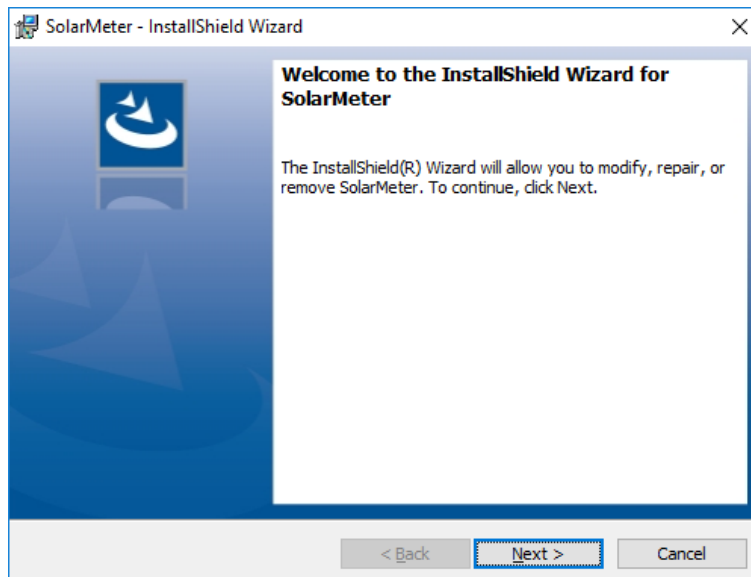 SolarMeter - InstallShield Wizard
Welcome to the InstallShield Wizard for
SolarMeter
The InstallShield(R) Wizard will allow you to modify, repair, or
remove SolarMeter. To continue, click Next.
< Back
Next >
Cancel